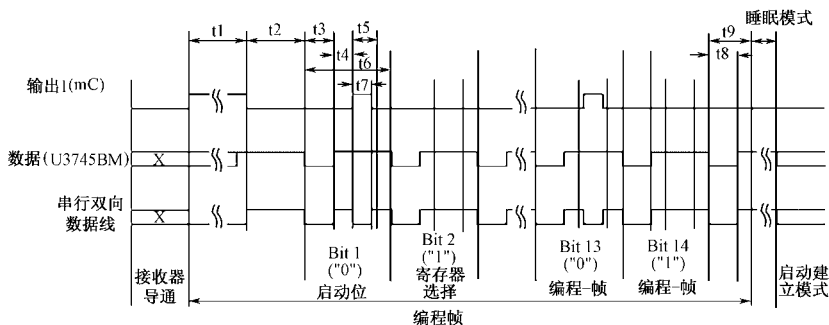 睡眠模式
t1
t2
t3
t5
t9
t4
t6
t8
t7
输出1(mC)
数据(U3745BM)
X
串行双向
数据线
X
Bit 1
("0")
启动位
Bit 2
("1")
寄存器
选择
Bit 13
("0")
编程-帧
Bit 14
("1")
编程-帧
接收器
导通
启动建
立模式
编程帧